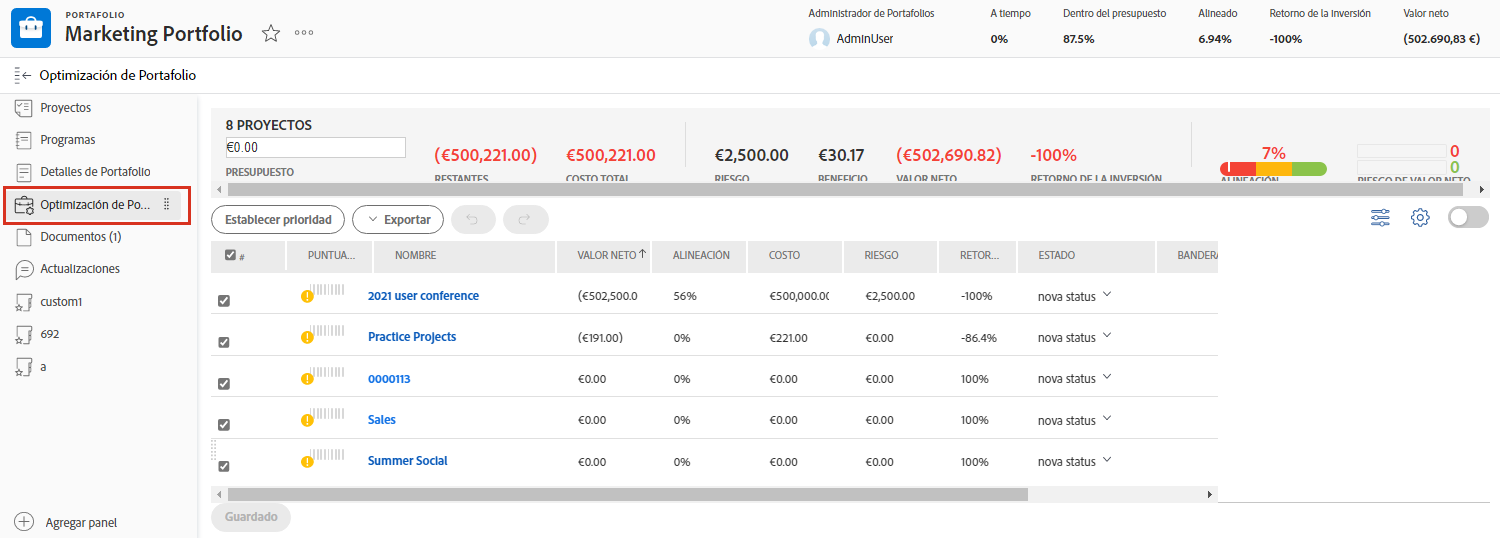 PORTAFOLIO
Marketing Portfolio
Administrador de Portafolios A tiempo Dentro del presupuesto Alineado Retorno de la inversión Valor neto
AdminUser 0% 87.5% 6.94% -100% (502.690,83 €)
Optimización de Portafolio
Proyectos
Programas
Detalles de Portafolio
Optimización de Po...
Documentos (1)
Actualizaciones
custom1
692
a
Agregar panel
8 PROYECTOS
€0.00
PRESUPUESTO
(€500,221.00) €500,221.00 €2,500.00 €30.17 (€502,690.82) -100% 7% 0
0
RESTANTES COSTO TOTAL RIESGO BENEFICIO VALOR NETO RETORNO DE LA INVERSIÓN ALINEACIÓN RIESGO DE VALOR NETO
Establecer prioridad Exportar
# PUNTUA... NOMBRE VALOR NETO ALINEACIÓN COSTO RIESGO RETOR... ESTADO BANDERA
2021 user conference (€502,500.0 56% €500,000.00 €2,500.00 -100% nova status
Practice Projects (€191.00) 0% €221.00 €0.00 -86.4% nova status
0000113 €0.00 0% €0.00 €0.00 100% nova status
Sales €0.00 0% €0.00 €0.00 100% nova status
Summer Social €0.00 0% €0.00 €0.00 100% nova status
Guardado